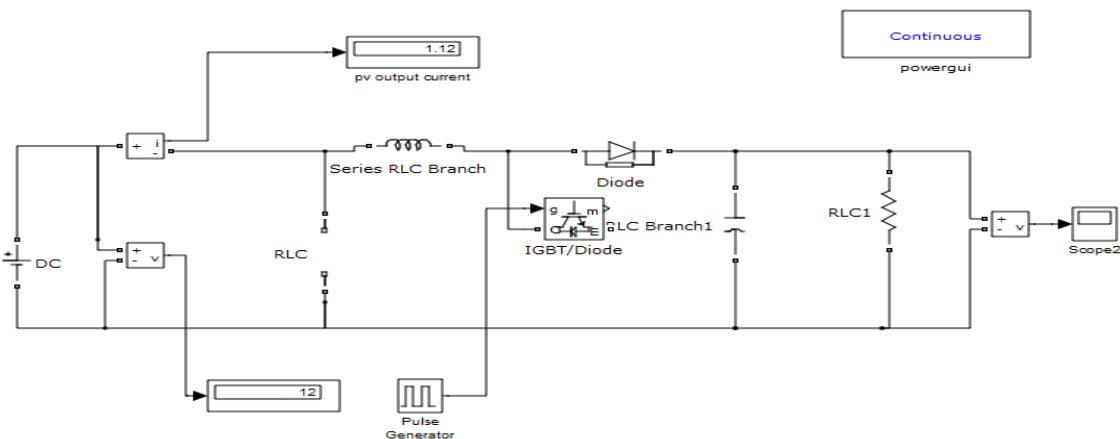 1.12
pv output current
Continuous
powergui
+
i
-
Series RLC Branch
Diode
g
m
C
E
RLC Branch1
IGBT/Diode
RLC1
+
-
v
Scope2
+
DC
+
-
v
RLC
12
Pulse
Generator